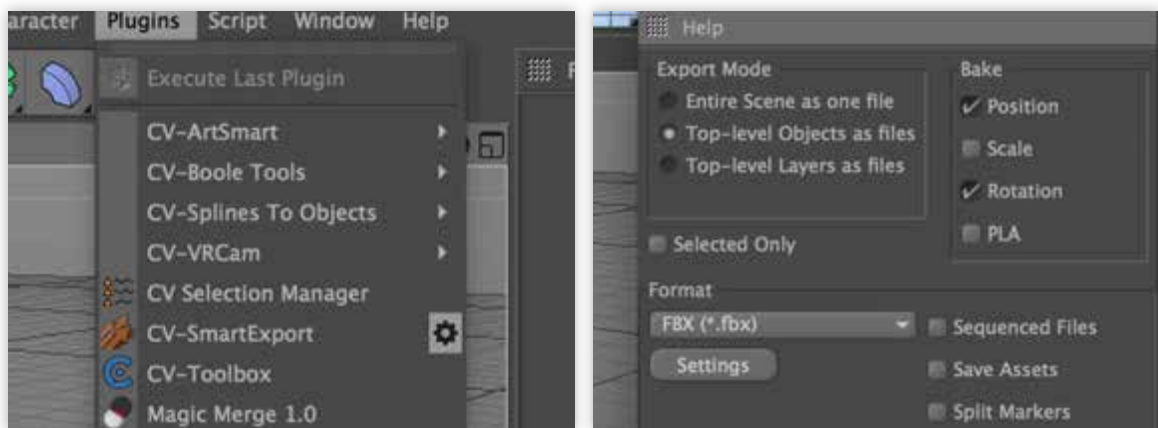 aracter Plugins Script Window Help
Execute Last Plugin
CV-ArtSmart
CV-Boole Tools
CV-Splines To Objects
CV-VRCam
CV Selection Manager
CV-SmartExport
CV-Toolbox
Magic Merge 1.0
F
Help
Export Mode
Entire Scene as one file
Top-level Objects as files
Top-level Layers as files
Bake
Position
Scale
Rotation
PLA
Selected Only
Format
FBX (*.fbx)
Settings
Sequenced Files
Save Assets
Split Markers